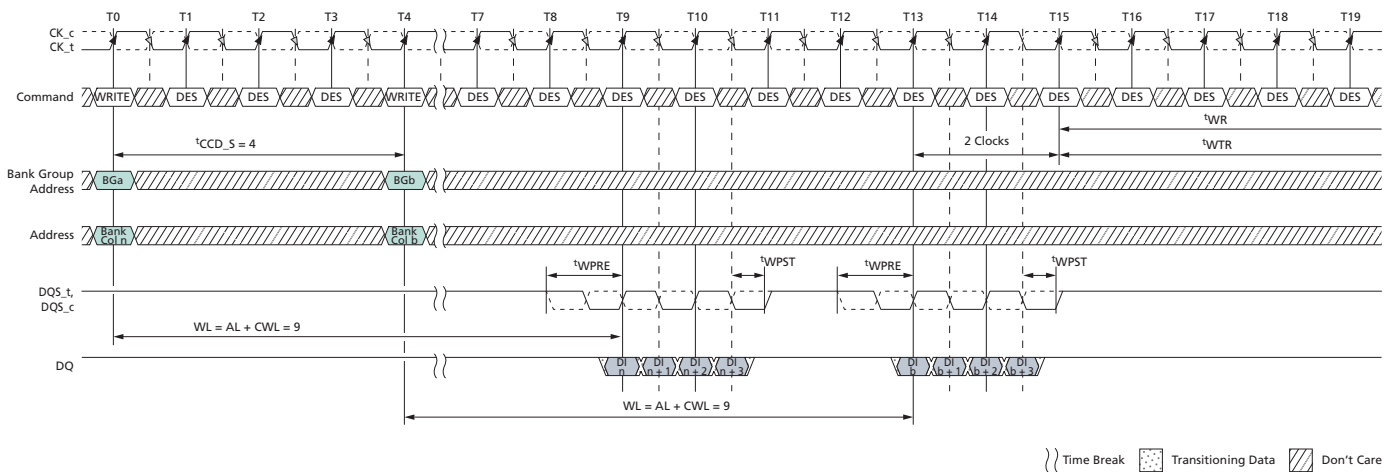 T0 T1 T2 T3 T4 T7 T8 T9 T10 T11 T12 T13 T14 T15 T16 T17 T18 T19
CK_c
CK_t
Command WRITE DES DES DES WRITE DES DES DES DES DES DES DES DES DES DES DES DES DES
tWR
tCCD_S = 4 2 Clocks
tWTR
Bank Group
Address BGa BGb
Address Bank
Col n Bank
Col b
tWPRE tWPST tWPRE tWPST
DQS_t,
DQS_c
WL = AL + CWL = 9
DQ DI
n DI
n + 1 DI
n + 2 DI
n + 3 DI
b DI
b + 1 DI
b + 2 DI
b + 3
WL = AL + CWL = 9
Time Break Transitioning Data Don't Care